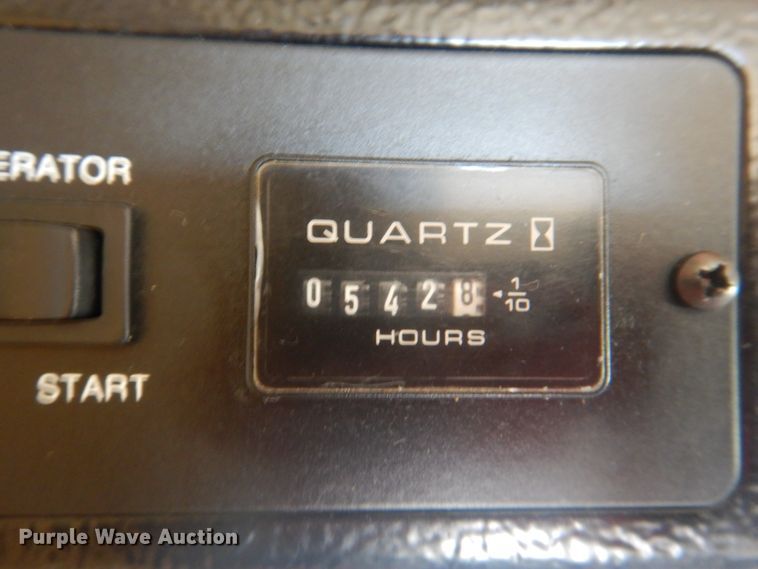 ERATOR
START
QUARTZ
05428 1/10
HOURS
Purple Wave Auction